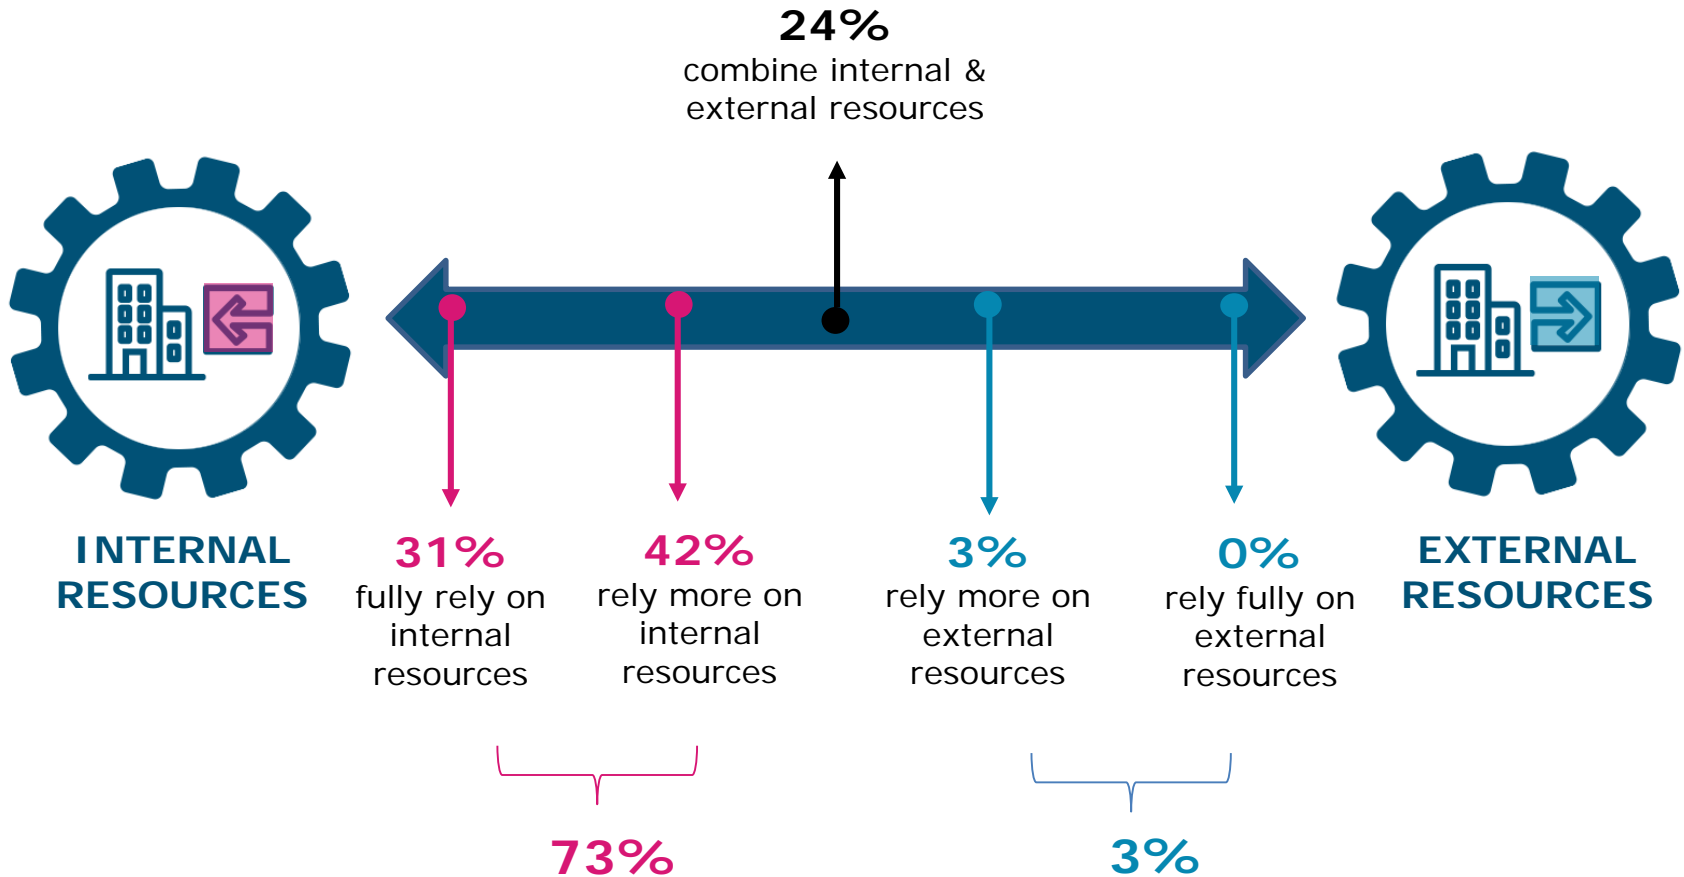 24%
combine internal &
external resources
INTERNAL
RESOURCES
31%
fully rely on
internal
resources
42%
rely more on
internal
resources
3%
rely more on
external
resources
0%
rely fully on
external
resources
EXTERNAL
RESOURCES
73%
3%